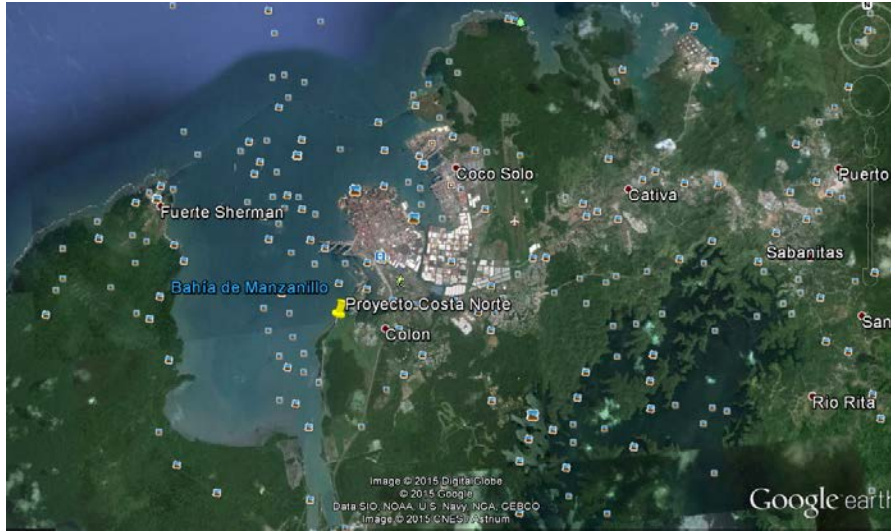 N
Coco Solo
Puerto
Cativa
Fuerte Sherman
Sabanitas
Bahía de Manzanillo
Proyecto Costa Norte
San
Colon
Rio Rita
Image © 2015 DigitalGlobe
© 2015 Google
Data SIO, NOAA, U.S. Navy, NGA, GEBCO
Image © 2015 CNES / Astrium
Google earth